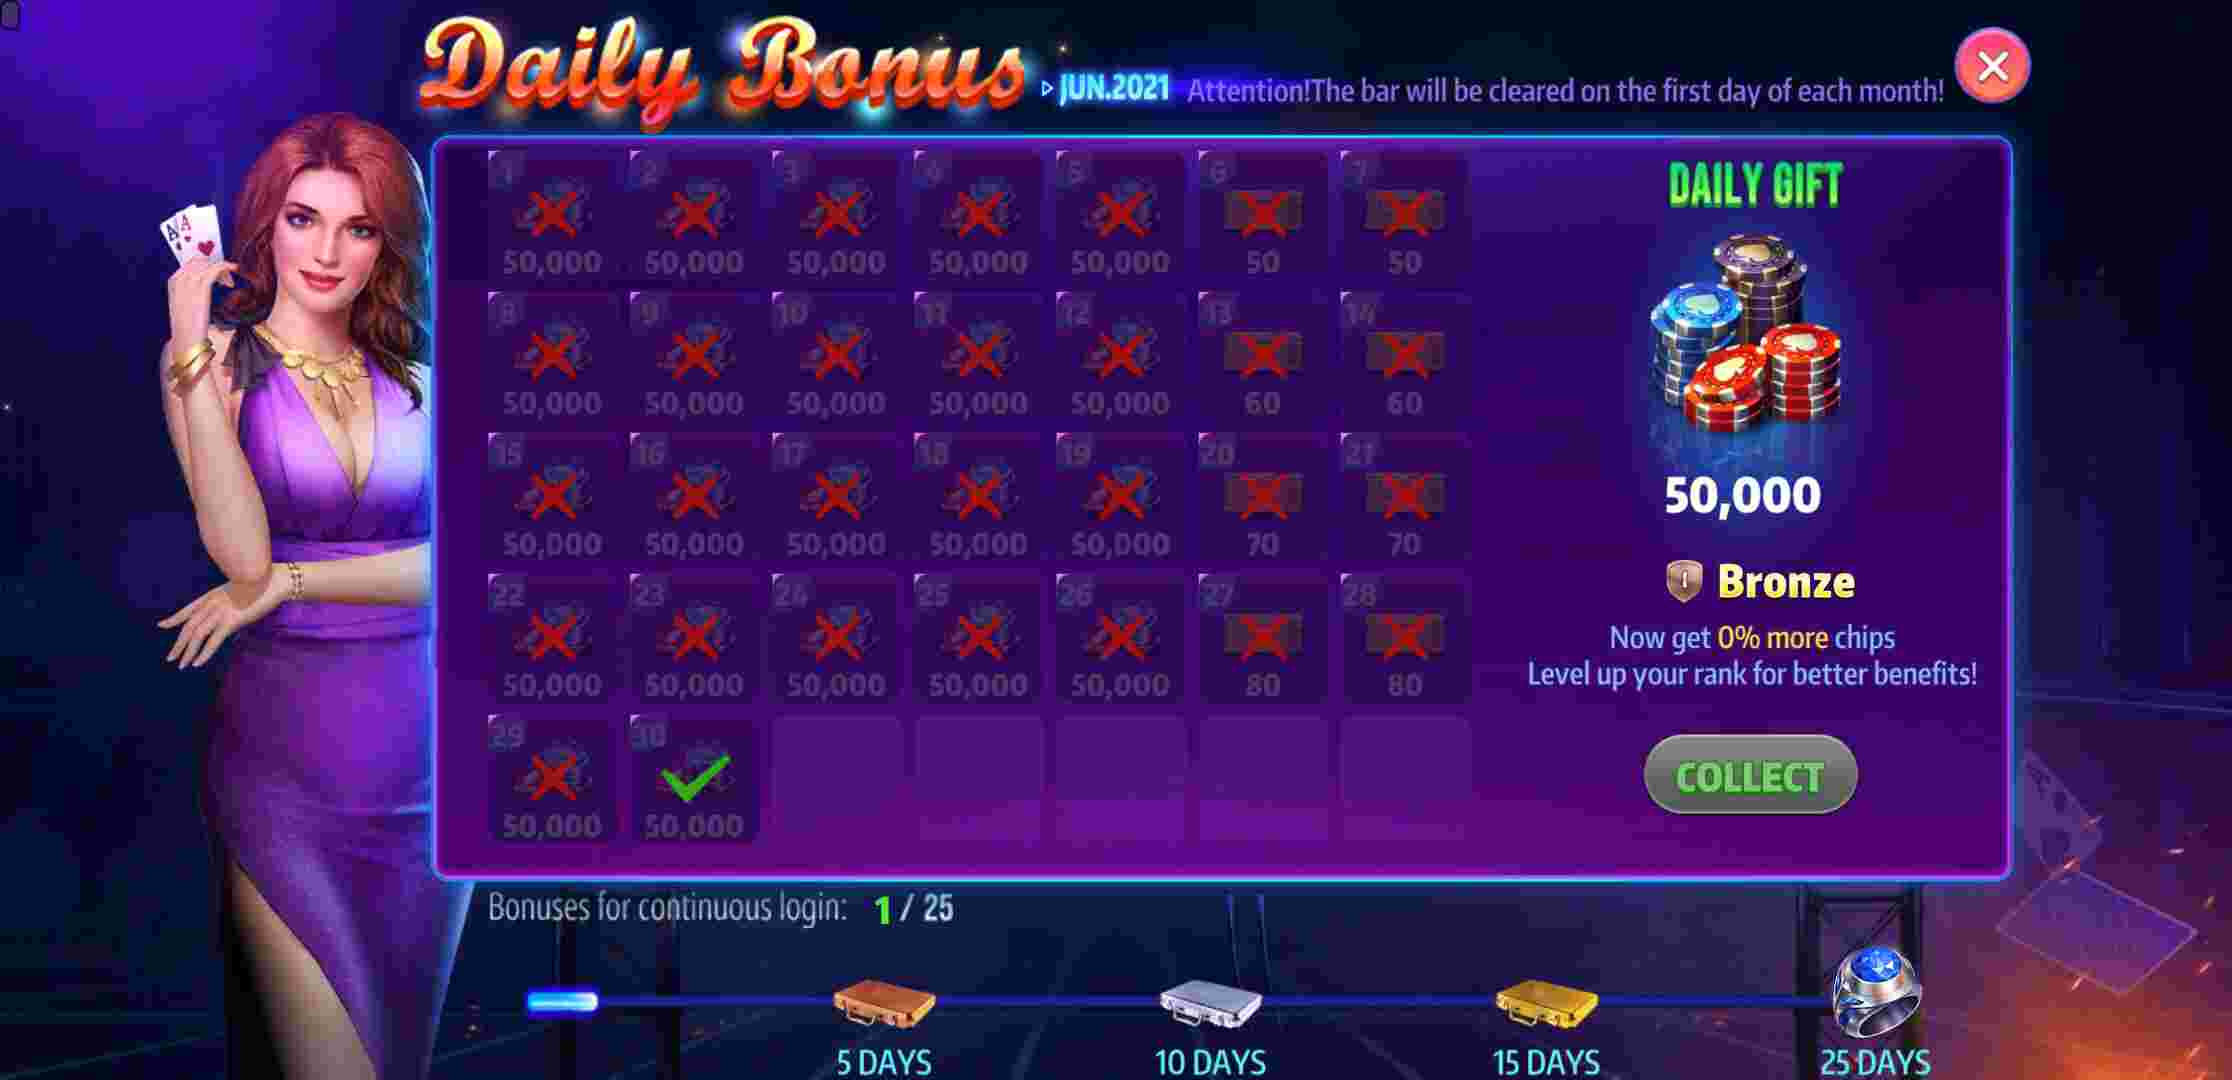 Daily Bonus
JUN.2021
Attention!The bar will be cleared on the first day of each month!
A A
1 2 3 4 5 6 7
50,000 50,000 50,000 50,000 50,000 50 50
8 9 10 11 12 13 14
50,000 50,000 50,000 50,000 50,000 60 60
15 16 17 18 19 20 21
50,000 50,000 50,000 50,000 50,000 70 70
22 23 24 25 26 27 28
50,000 50,000 50,000 50,000 50,000 80 80
29 30
50,000 50,000
DAILY GIFT
50,000
I Bronze
Now get 0% more chips
Level up your rank for better benefits!
COLLECT
Bonuses for continuous login: 1 / 25
5 DAYS 10 DAYS 15 DAYS 25 DAYS